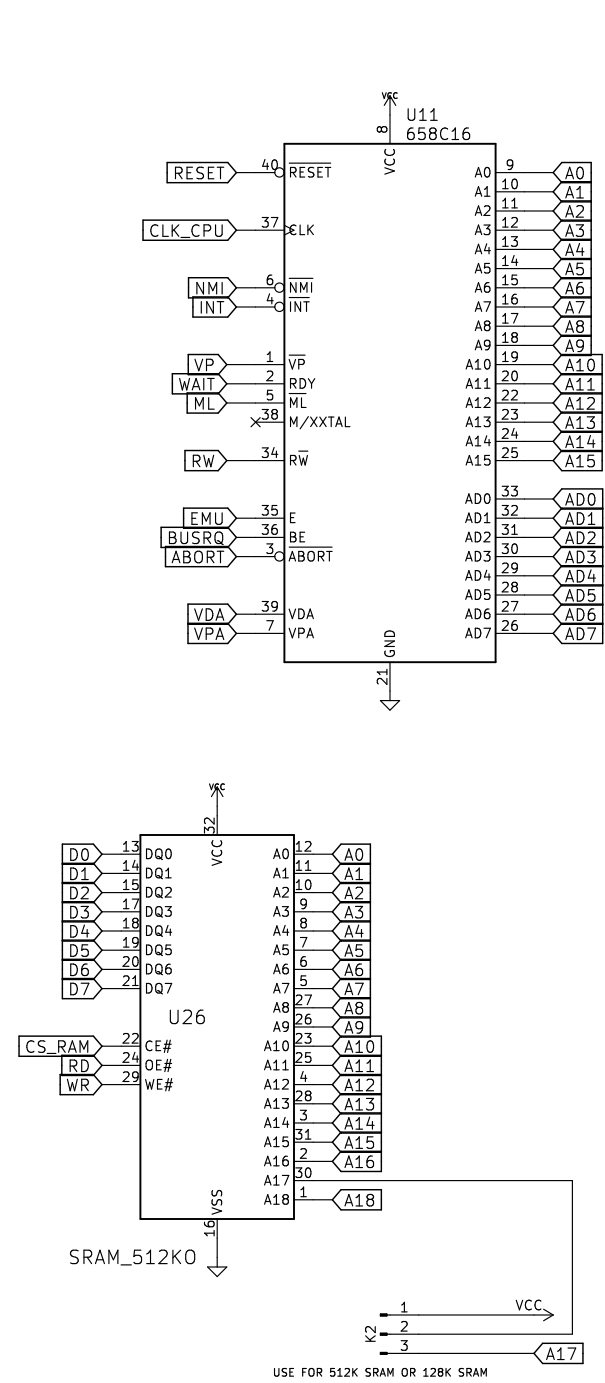 VCC
U11
658C16
8
VCC
RESET 40 RESET A0 9 A0
A1 10 A1
A2 11 A2
CLK_CPU 37 CLK A3 12 A3
A4 13 A4
A5 14 A5
NMI 6 NMI A6 15 A6
INT 4 INT A7 16 A7
A8 17 A8
A9 18 A9
VP 1 VP A10 19 A10
WAIT 2 RDY A11 20 A11
ML 5 ML A12 22 A12
38 M/XXTAL A13 23 A13
A14 24 A14
RW 34 RW A15 25 A15
AD0 33 AD0
EMU 35 E AD1 32 AD1
BUSRQ 36 BE AD2 31 AD2
ABORT 3 ABORT AD3 30 AD3
AD4 29 AD4
AD5 28 AD5
VDA 39 VDA AD6 27 AD6
VPA 7 VPA AD7 26 AD7
GND
21
VCC
32
VCC
D0 13 DQ0 A0 12 A0
D1 14 DQ1 A1 11 A1
D2 15 DQ2 A2 10 A2
D3 17 DQ3 A3 9 A3
D4 18 DQ4 A4 8 A4
D5 19 DQ5 A5 7 A5
D6 20 DQ6 A6 6 A6
D7 21 DQ7 A7 5 A7
U26 A8 27 A8
A9 26 A9
CS_RAM 22 CE# A10 23 A10
RD 24 OE# A11 25 A11
WR 29 WE# A12 4 A12
A13 28 A13
A14 3 A14
A15 31 A15
A16 2 A16
A17 30
A18 1 A18
VSS
16
SRAM_512KO
1 VCC
K2 2
3 A17
USE FOR 512K SRAM OR 128K SRAM